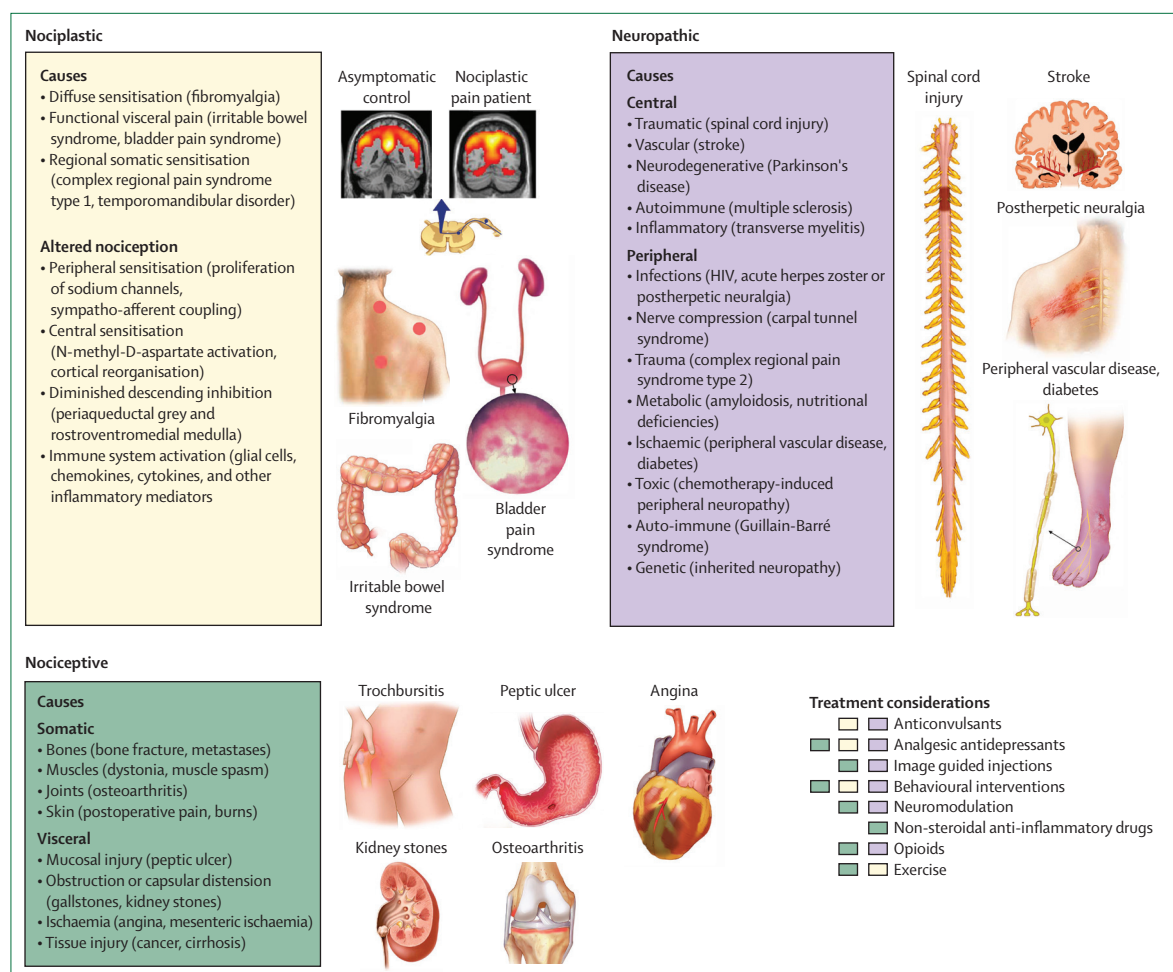 Nociplastic
Causes
• Diffuse sensitisation (fibromyalgia)
• Functional visceral pain (irritable bowel
syndrome, bladder pain syndrome)
• Regional somatic sensitisation
(complex regional pain syndrome
type 1, temporomandibular disorder)
Altered nociception
• Peripheral sensitisation (proliferation
of sodium channels,
sympatho-afferent coupling)
• Central sensitisation
(N-methyl-D-aspartate activation,
cortical reorganisation)
• Diminished descending inhibition
(periaqueductal grey and
rostroventromedial medulla)
• Immune system activation (glial cells,
chemokines, cytokines, and other
inflammatory mediators
Asymptomatic
control
Nociplastic
pain patient
Fibromyalgia
Bladder
pain
syndrome
Irritable bowel
syndrome
Neuropathic
Causes
Central
• Traumatic (spinal cord injury)
• Vascular (stroke)
• Neurodegenerative (Parkinson's
disease)
• Autoimmune (multiple sclerosis)
• Inflammatory (transverse myelitis)
Peripheral
• Infections (HIV, acute herpes zoster or
postherpetic neuralgia)
• Nerve compression (carpal tunnel
syndrome)
• Trauma (complex regional pain
syndrome type 2)
• Metabolic (amyloidosis, nutritional
deficiencies)
• Ischaemic (peripheral vascular disease,
diabetes)
• Toxic (chemotherapy-induced
peripheral neuropathy)
• Auto-immune (Guillain-Barré
syndrome)
• Genetic (inherited neuropathy)
Spinal cord
injury
Stroke
Postherpetic neuralgia
Peripheral vascular disease,
diabetes
Nociceptive
Causes
Somatic
• Bones (bone fracture, metastases)
• Muscles (dystonia, muscle spasm)
• Joints (osteoarthritis)
• Skin (postoperative pain, burns)
Visceral
• Mucosal injury (peptic ulcer)
• Obstruction or capsular distension
(gallstones, kidney stones)
• Ischaemia (angina, mesenteric ischaemia)
• Tissue injury (cancer, cirrhosis)
Trochbursitis
Peptic ulcer
Angina
Kidney stones
Osteoarthritis
Treatment considerations
Anticonvulsants
Analgesic antidepressants
Image guided injections
Behavioural interventions
Neuromodulation
Non-steroidal anti-inflammatory drugs
Opioids
Exercise